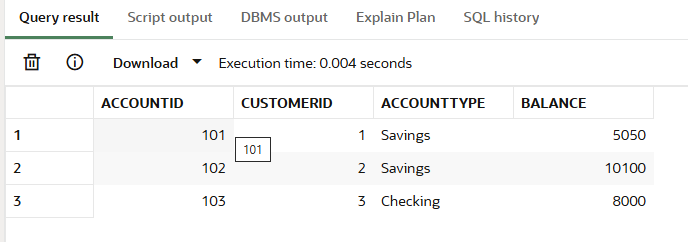 Query result Script output DBMS output Explain Plan SQL history
Download Execution time: 0.004 seconds
ACCOUNTID CUSTOMERID ACCOUNTTYPE BALANCE
1 101 1 Savings 5050
101
2 102 2 Savings 10100
3 103 3 Checking 8000